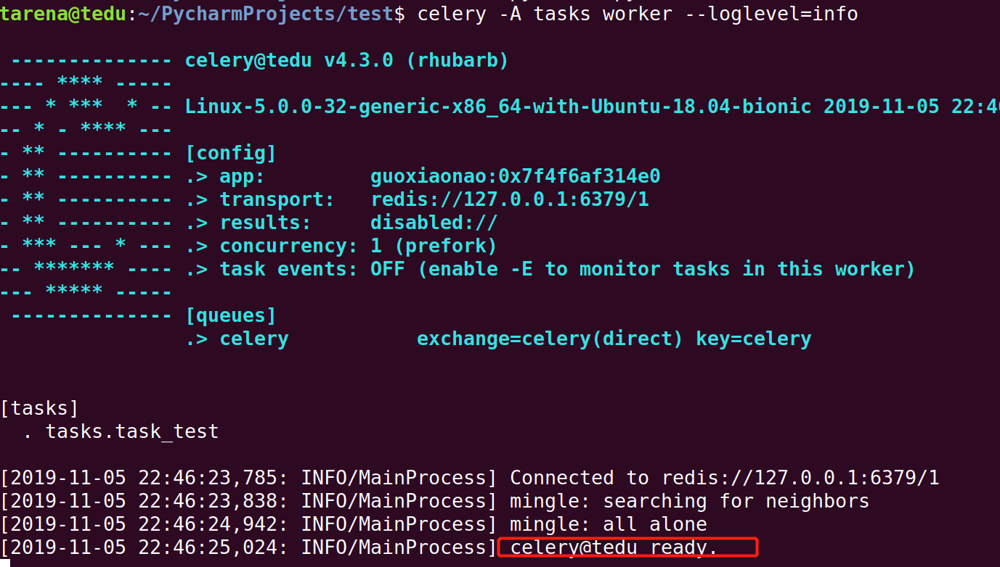 tarena@tedu:~/PycharmProjects/test$ celery -A tasks worker --loglevel=info
 -------------- celery@tedu v4.3.0 (rhubarb)
---- **** -----
--- * ***  * -- Linux-5.0.0-32-generic-x86_64-with-Ubuntu-18.04-bionic 2019-11-05
-- * - **** ---
- ** ---------- [config]
- ** ---------- .> app:         guoxiaonao:0x7f4f6af314e0
- ** ---------- .> transport:   redis://127.0.0.1:6379/1
- ** ---------- .> results:     disabled://
- *** --- * --- .> concurrency: 1 (prefork)
-- ******* ---- .> task events: OFF (enable -E to monitor tasks in this worker)
--- ***** -----
 -------------- [queues]
                .> celery           exchange=celery(direct) key=celery
[tasks]
  . tasks.task_test
[2019-11-05 22:46:23,785: INFO/MainProcess] Connected to redis://127.0.0.1:6379/1
[2019-11-05 22:46:23,838: INFO/MainProcess] mingle: searching for neighbors
[2019-11-05 22:46:24,942: INFO/MainProcess] mingle: all alone
[2019-11-05 22:46:25,024: INFO/MainProcess] celery@tedu ready.